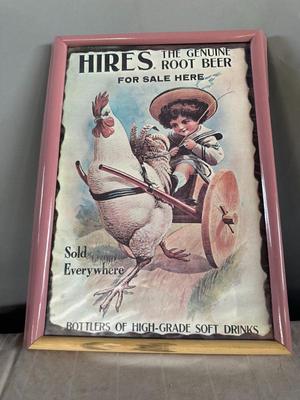 HIRES. THE GENUINE
ROOT BEER
FOR SALE HERE
Sold
Everywhere
BOTTLERS OF HIGH-GRADE SOFT DRINKS